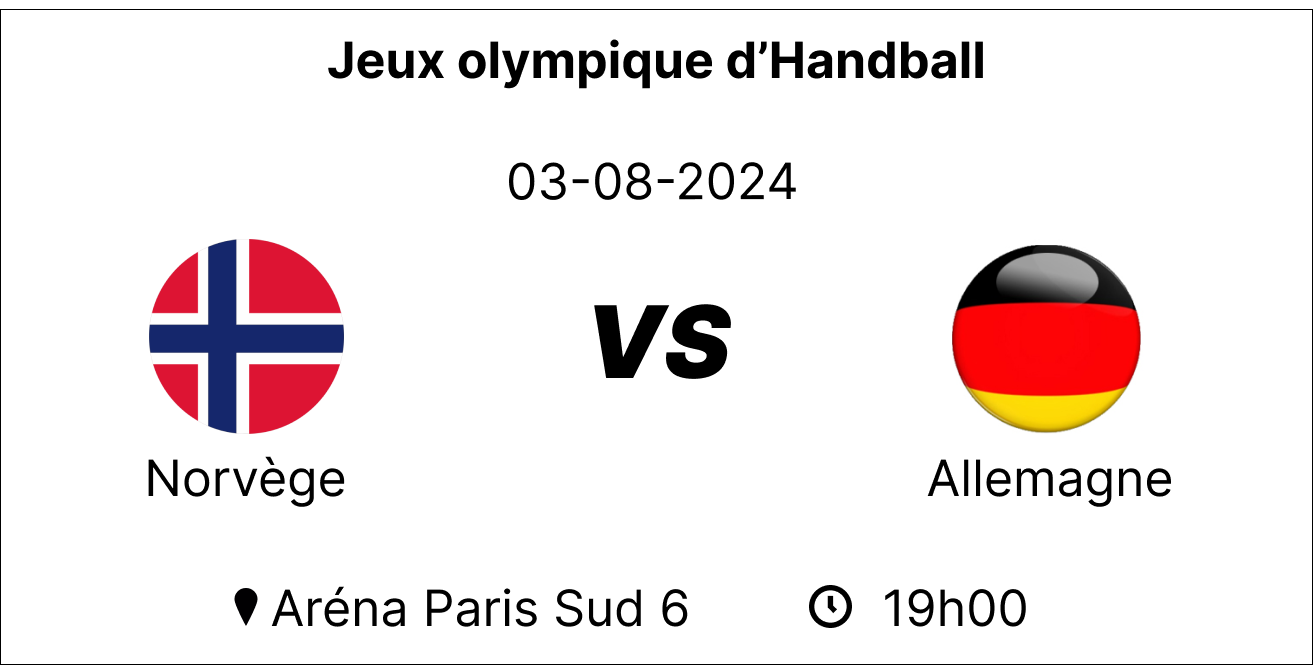 Jeux olympique d’Handball
03-08-2024
VS
Norvège
Allemagne
Aréna Paris Sud 6
19h00